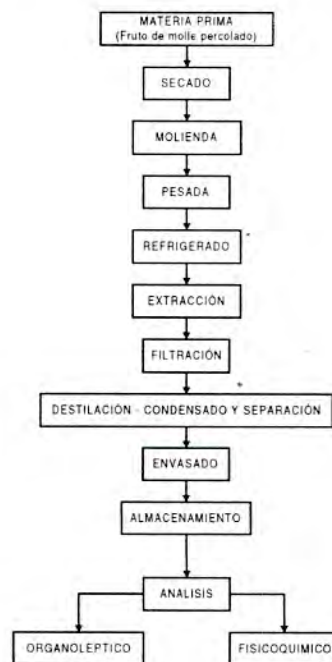 MATERIA PRIMA
(Fruto de molle percolado)
SECADO
MOLIENDA
PESADA
REFRIGERADO
EXTRACCIÓN
FILTRACIÓN
DESTILACIÓN - CONDENSADO Y SEPARACIÓN
ENVASADO
ALMACENAMIENTO
ANALISIS
ORGANOLEPTICO
FISICOQUIMICO